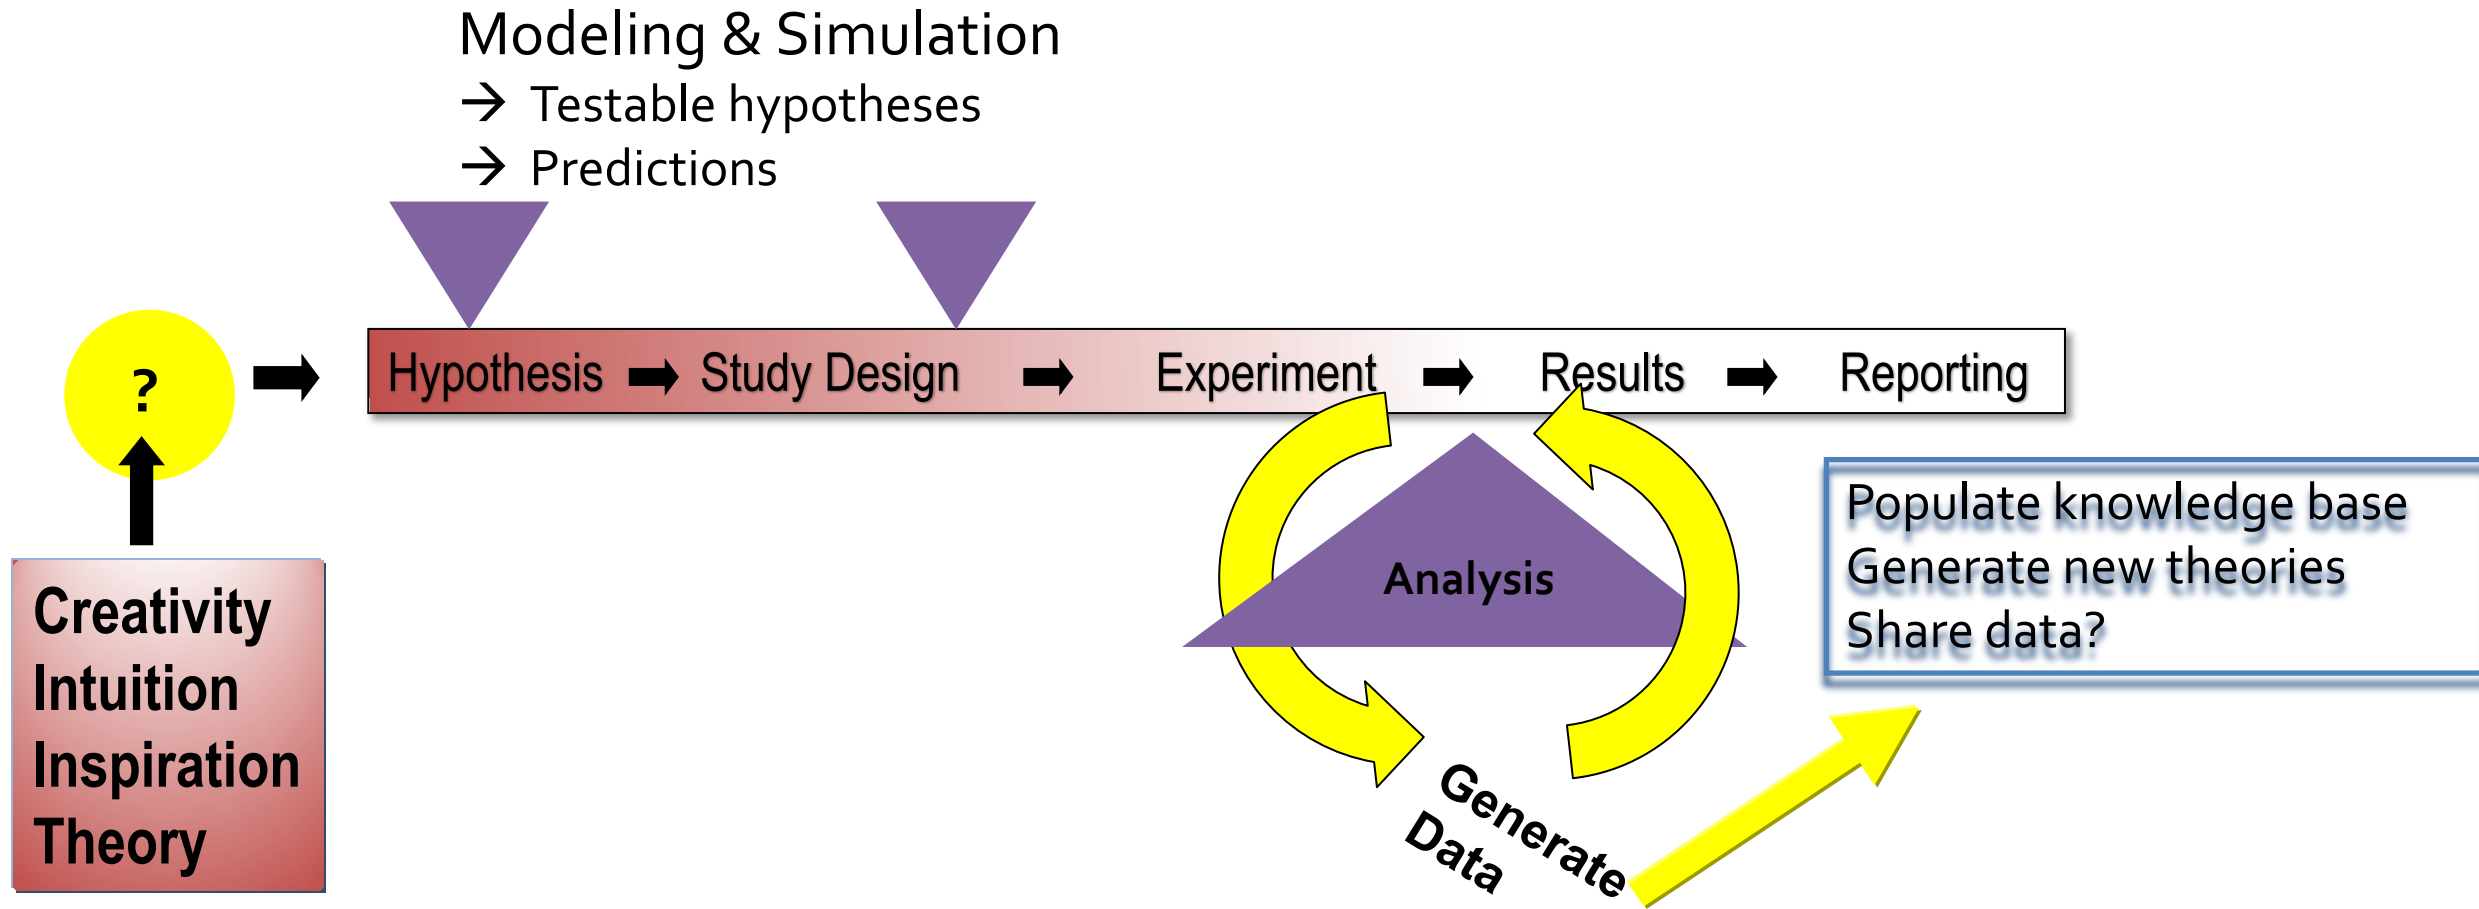 Modeling & Simulation
→ Testable hypotheses
→ Predictions
?
Hypothesis → Study Design → Experiment → Results → Reporting
Creativity
Intuition
Inspiration
Theory
Analysis
Generate
Data
Populate knowledge base
Generate new theories
Share data?